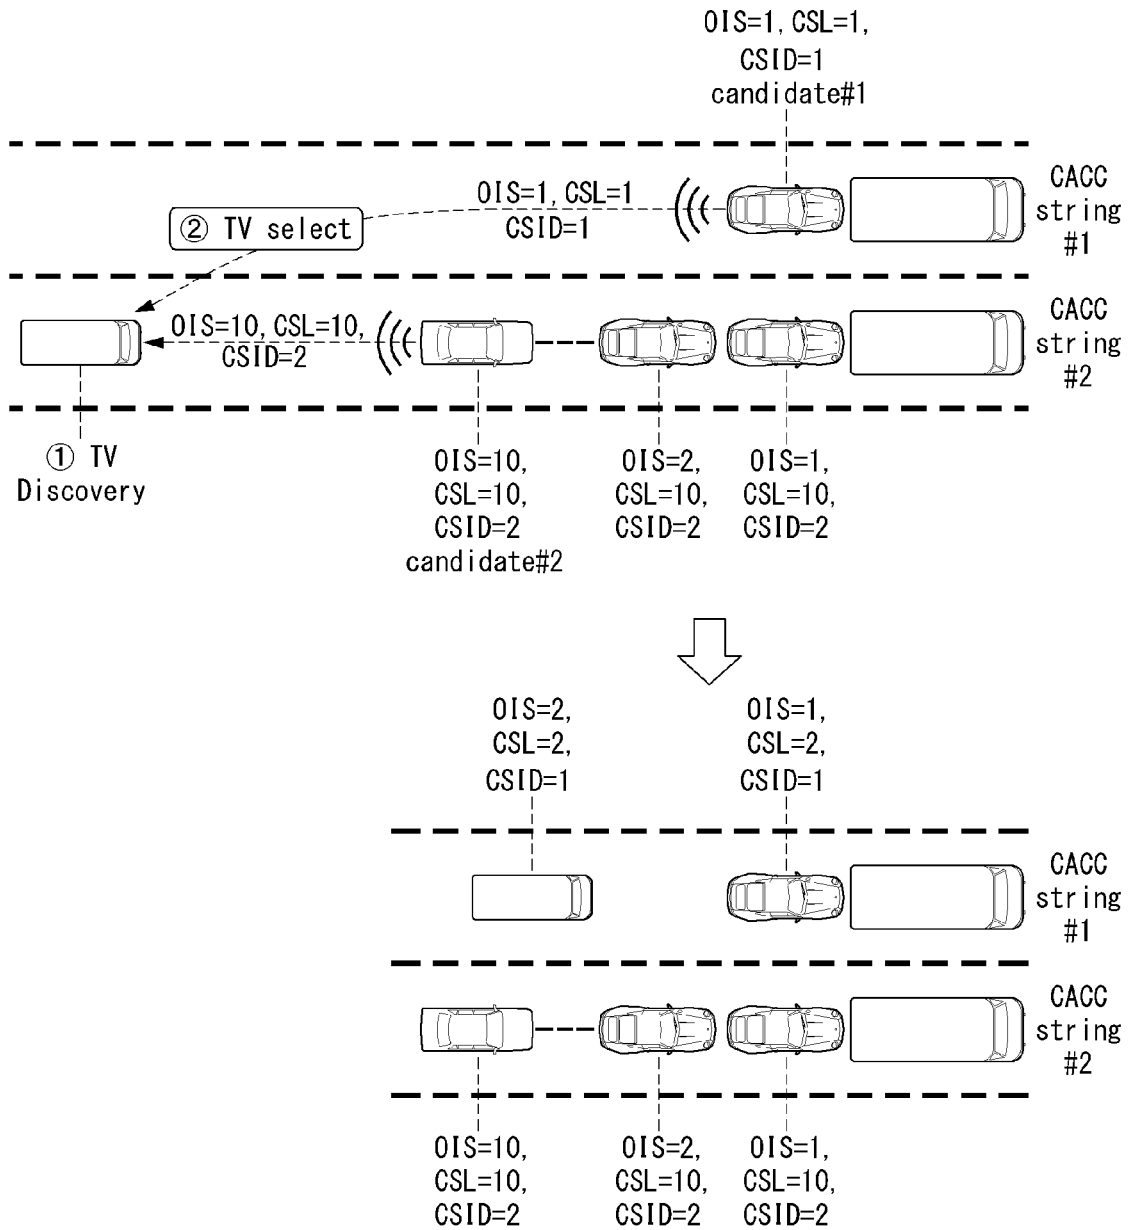 OIS=1, CSL=1,
CSID=1
candidate#1
CACC
string
#1
OIS=1, CSL=1
CSID=1
② TV select
OIS=10, CSL=10,
CSID=2
CACC
string
#2
① TV
Discovery
OIS=10,
CSL=10,
CSID=2
candidate#2
OIS=2,
CSL=10,
CSID=2
OIS=1,
CSL=10,
CSID=2
OIS=2,
CSL=2,
CSID=1
OIS=1,
CSL=2,
CSID=1
CACC
string
#1
CACC
string
#2
OIS=10,
CSL=10,
CSID=2
OIS=2,
CSL=10,
CSID=2
OIS=1,
CSL=10,
CSID=2